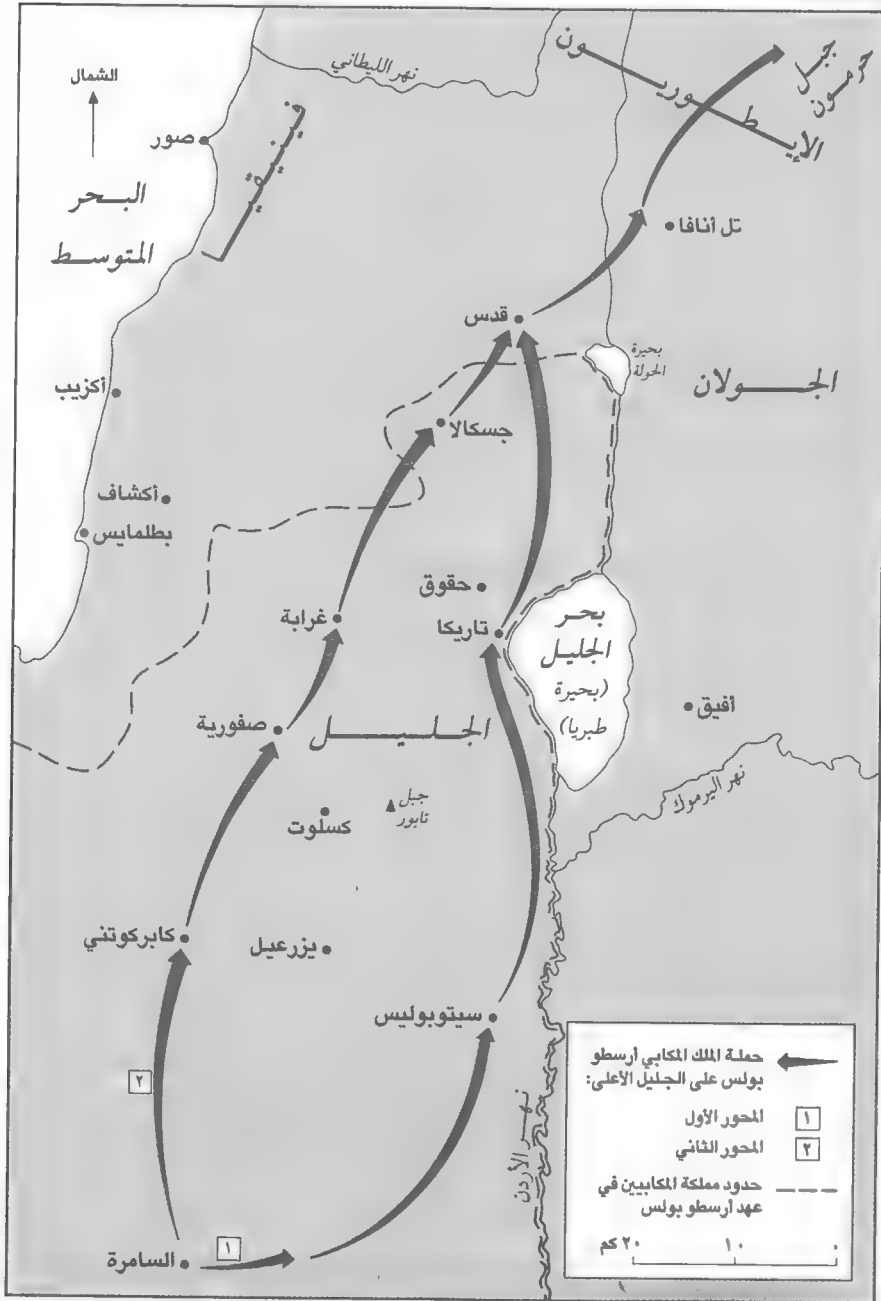 نهر الليطاني
الشمال
صور
فينيقيا
البحر
المتوسط
جبل
حرمون
الإيطوريون
تل أنافا
قدس
بحيرة
الحولة
الجولان
أكزيب
جسكالا
أكشاف
بطلمايس
حقوق
غرابة
تاريكا
بحر
الجليل
(بحيرة
طبريا)
أفيق
صفورية
الجليل
نهر اليرموك
جبل
تابور
كسلوت
كابركوتني
يزرعيل
سيتوبوليس
٢
نهر الأردن
السامرة
١
حملة الملك المكابي أرسطو
بولس على الجليل الأعلى:
١ المحور الأول
٢ المحور الثاني
حدود مملكة المكابيين في
عهد أرسطو بولس
٠ ١٠ ٢٠ كم